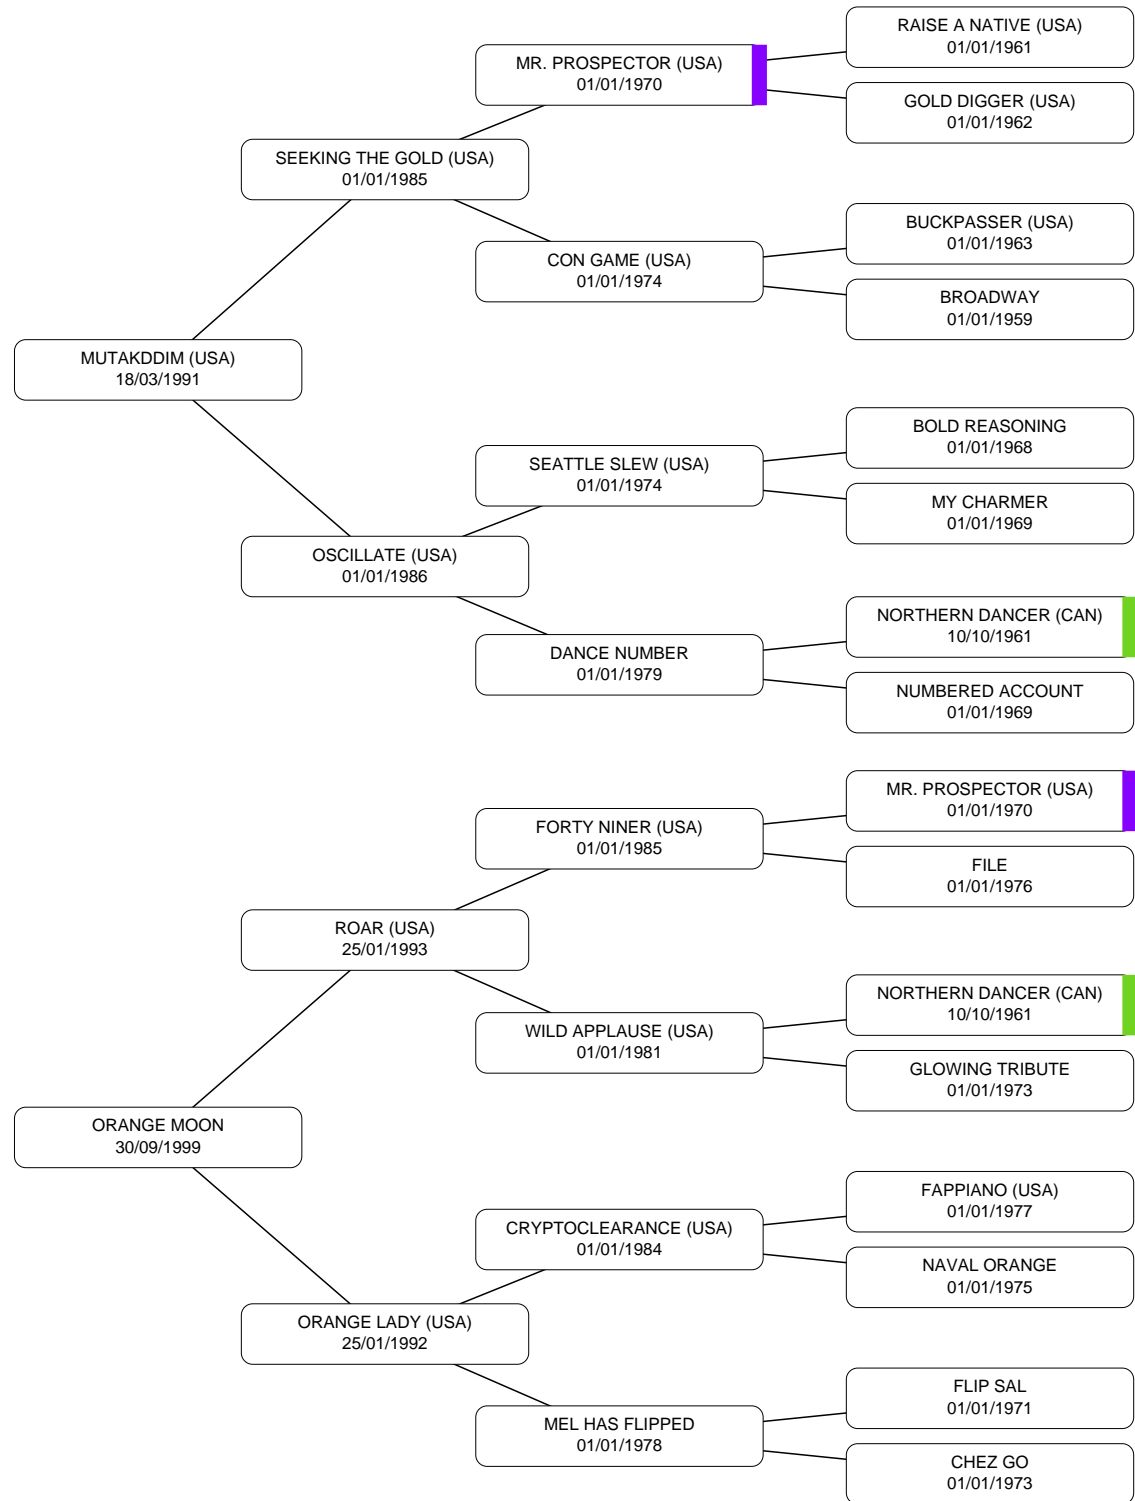 RAISE A NATIVE (USA)
01/01/1961
MR. PROSPECTOR (USA)
01/01/1970
GOLD DIGGER (USA)
01/01/1962
SEEKING THE GOLD (USA)
01/01/1985
BUCKPASSER (USA)
01/01/1963
CON GAME (USA)
01/01/1974
BROADWAY
01/01/1959
MUTAKDDIM (USA)
18/03/1991
BOLD REASONING
01/01/1968
SEATTLE SLEW (USA)
01/01/1974
MY CHARMER
01/01/1969
OSCILLATE (USA)
01/01/1986
NORTHERN DANCER (CAN)
10/10/1961
DANCE NUMBER
01/01/1979
NUMBERED ACCOUNT
01/01/1969
MR. PROSPECTOR (USA)
01/01/1970
FORTY NINER (USA)
01/01/1985
FILE
01/01/1976
ROAR (USA)
25/01/1993
NORTHERN DANCER (CAN)
10/10/1961
WILD APPLAUSE (USA)
01/01/1981
GLOWING TRIBUTE
01/01/1973
ORANGE MOON
30/09/1999
FAPPIANO (USA)
01/01/1977
CRYPTOCLEARANCE (USA)
01/01/1984
NAVAL ORANGE
01/01/1975
ORANGE LADY (USA)
25/01/1992
FLIP SAL
01/01/1971
MEL HAS FLIPPED
01/01/1978
CHEZ GO
01/01/1973